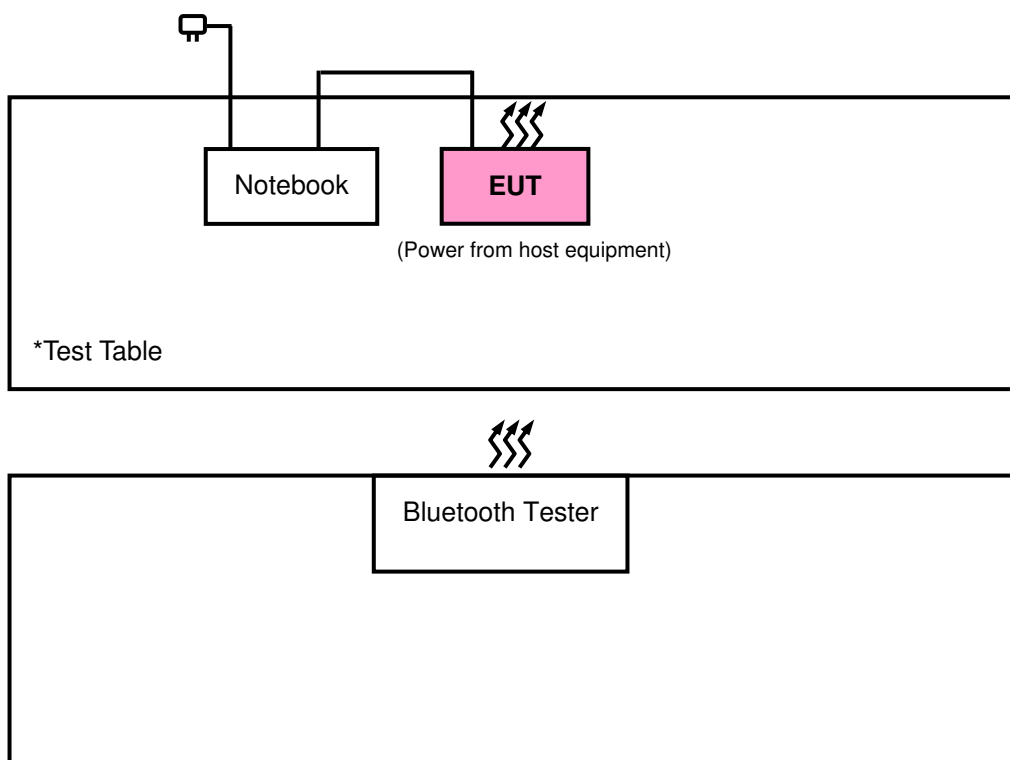 Notebook
EUT
(Power from host equipment)
*Test Table
Bluetooth Tester